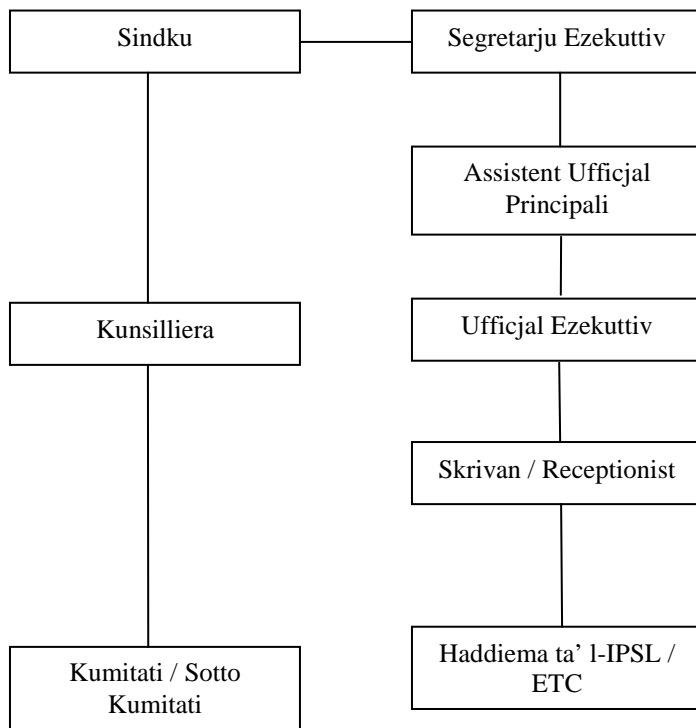 Sindku
Segretarju Ezekuttiv
Assistent Ufficjal
Principali
Kunsilliera
Ufficjal Ezekuttiv
Skrivan / Receptionist
Kumitati / Sotto
Kumitati
Haddiema ta’ l-IPSL /
ETC